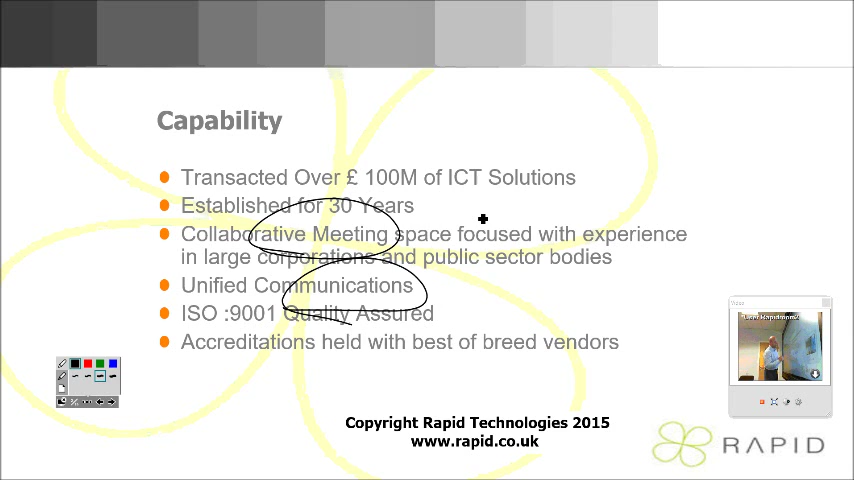 Capability
Transacted Over £ 100M of ICT Solutions
Established for 30 Years
Collaborative Meeting space focused with experience
in large corporations and public sector bodies
Unified Communications
ISO :9001 Quality Assured
Accreditations held with best of breed vendors
Video
Copyright Rapid Technologies 2015
www.rapid.co.uk
RAPID